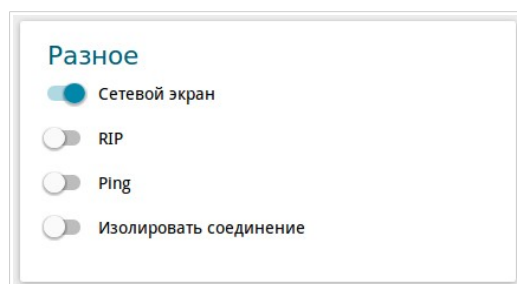 Разное
Сетевой экран
RIP
Ping
Изолировать соединение